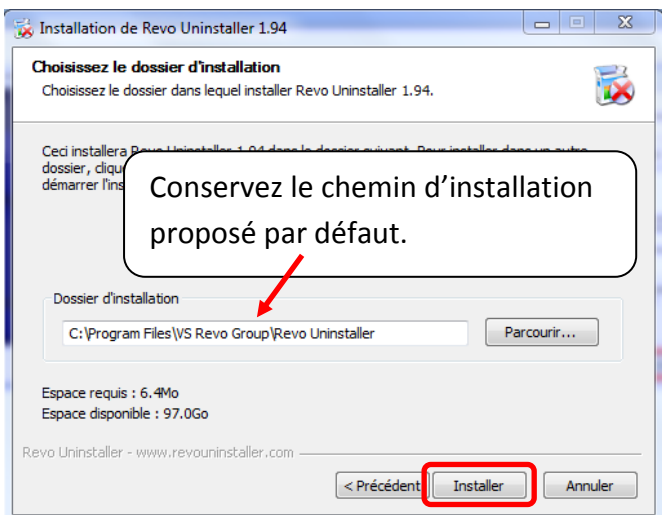 Installation de Revo Uninstaller 1.94
Choisissez le dossier d'installation
Choisissez le dossier dans lequel installer Revo Uninstaller 1.94.
Ceci installera
dossier,
démarrer
Conservez le chemin d’installation
proposé par défaut.
Dossier d'installation
C:\Program Files\VS Revo Group\Revo Uninstaller
Parcourir...
Espace requis : 6.4Mo
Espace disponible : 97.0Go
Revo Uninstaller - www.revouninstaller.com
< Précédent
Installer
Annuler